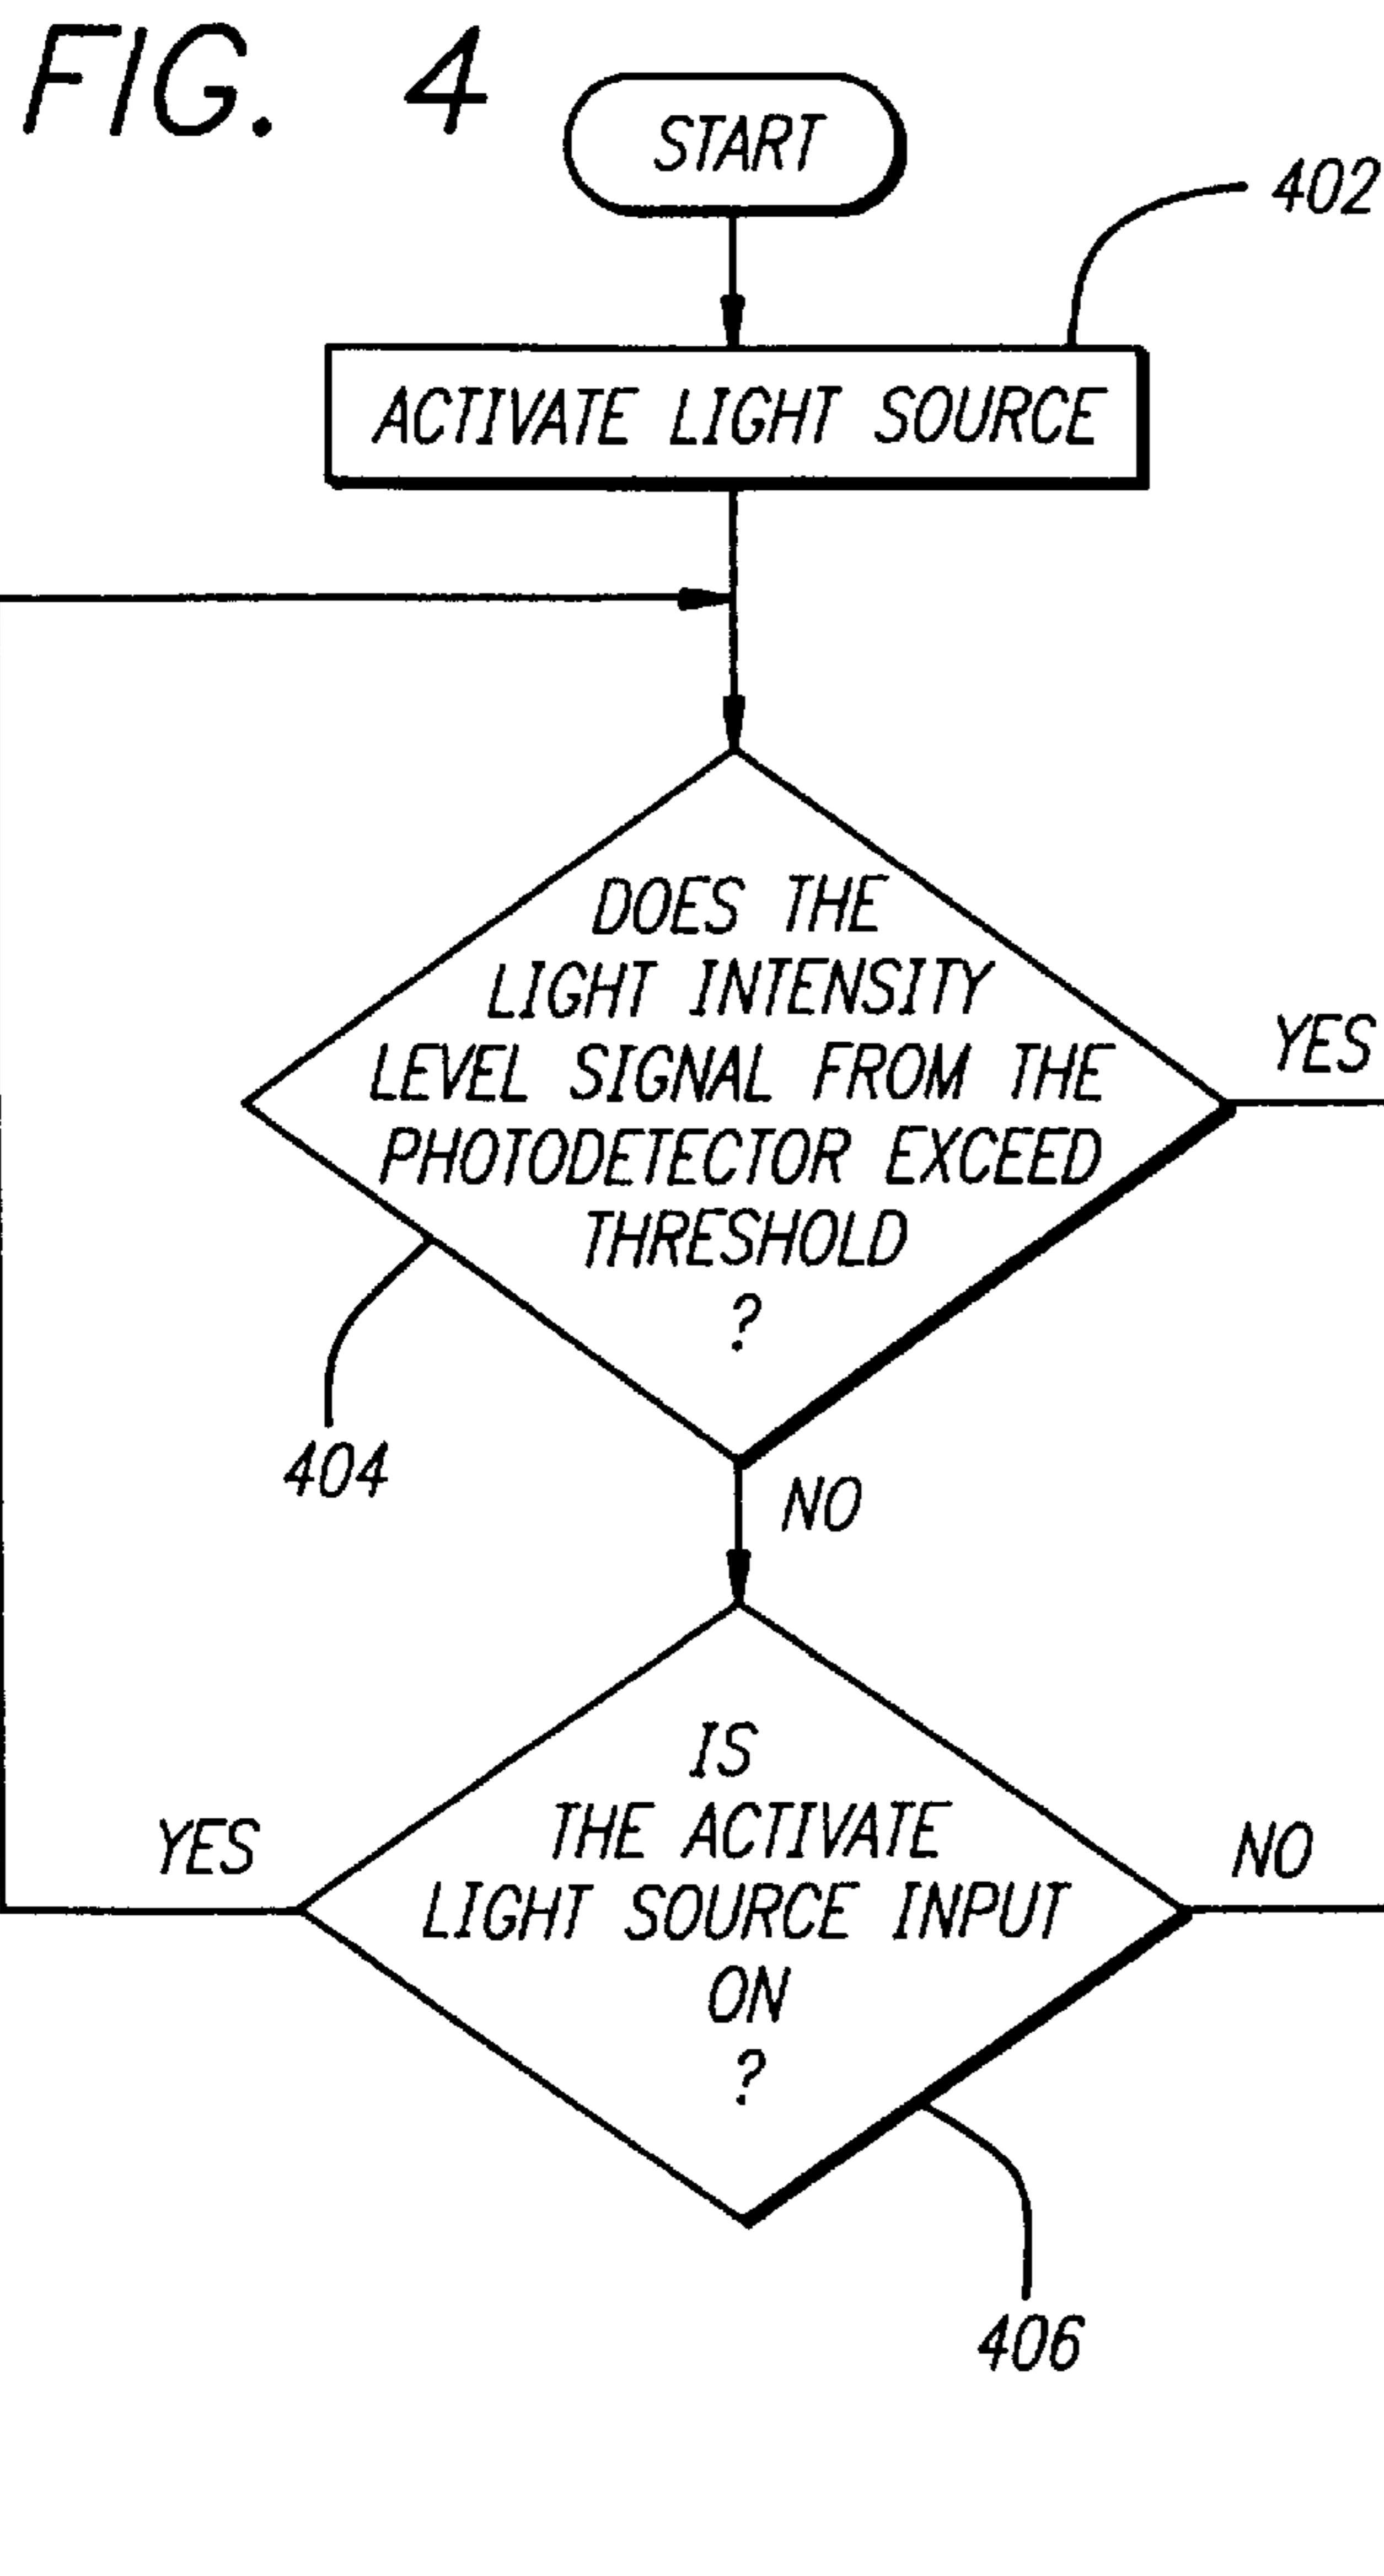 FIG. 4
START
402
ACTIVATE LIGHT SOURCE
DOES THE
LIGHT INTENSITY
LEVEL SIGNAL FROM THE
PHOTODETECTOR EXCEED
THRESHOLD
?
YES
404
NO
IS
THE ACTIVATE
LIGHT SOURCE INPUT
ON
?
YES
NO
406